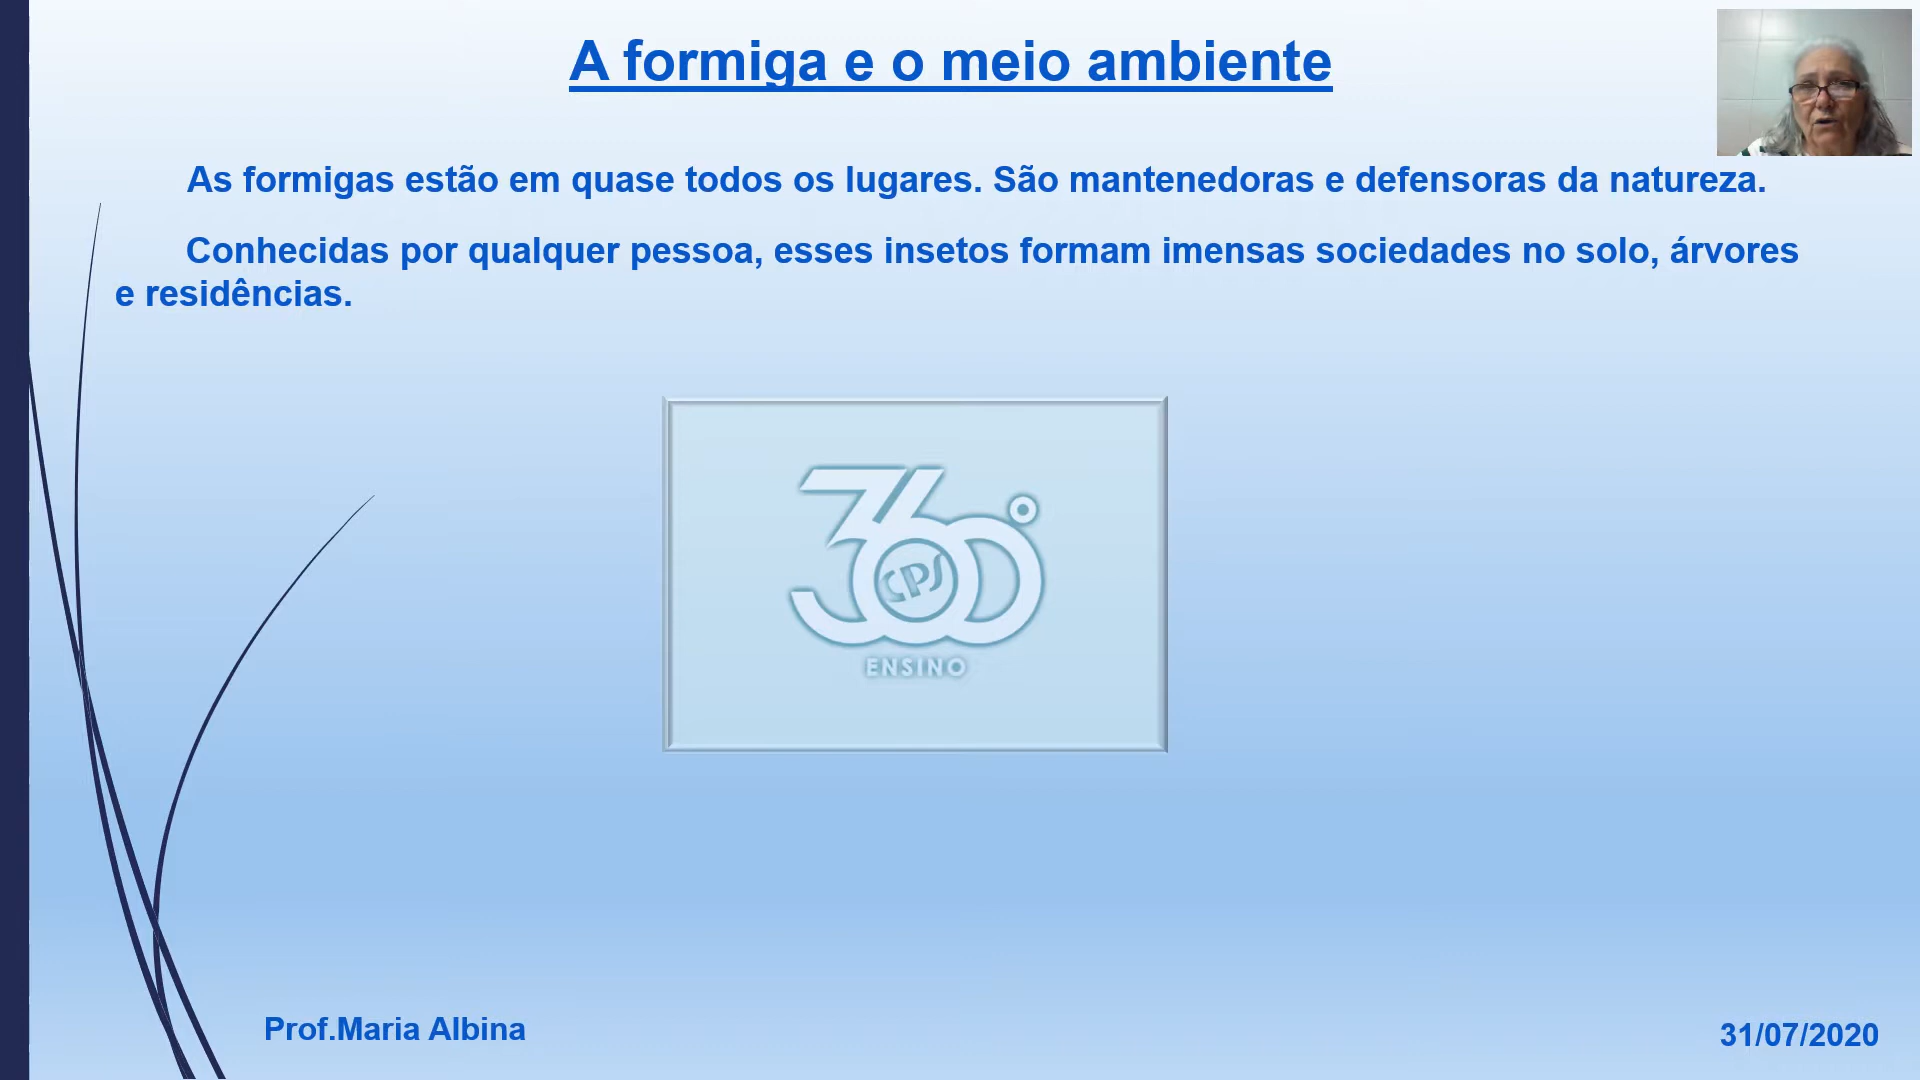 A formiga e o meio ambiente
As formigas estão em quase todos os lugares. São mantenedoras e defensoras da natureza.
Conhecidas por qualquer pessoa, esses insetos formam imensas sociedades no solo, árvores
e residências.
360°
CPS
ENSINO
Prof.Maria Albina
31/07/2020